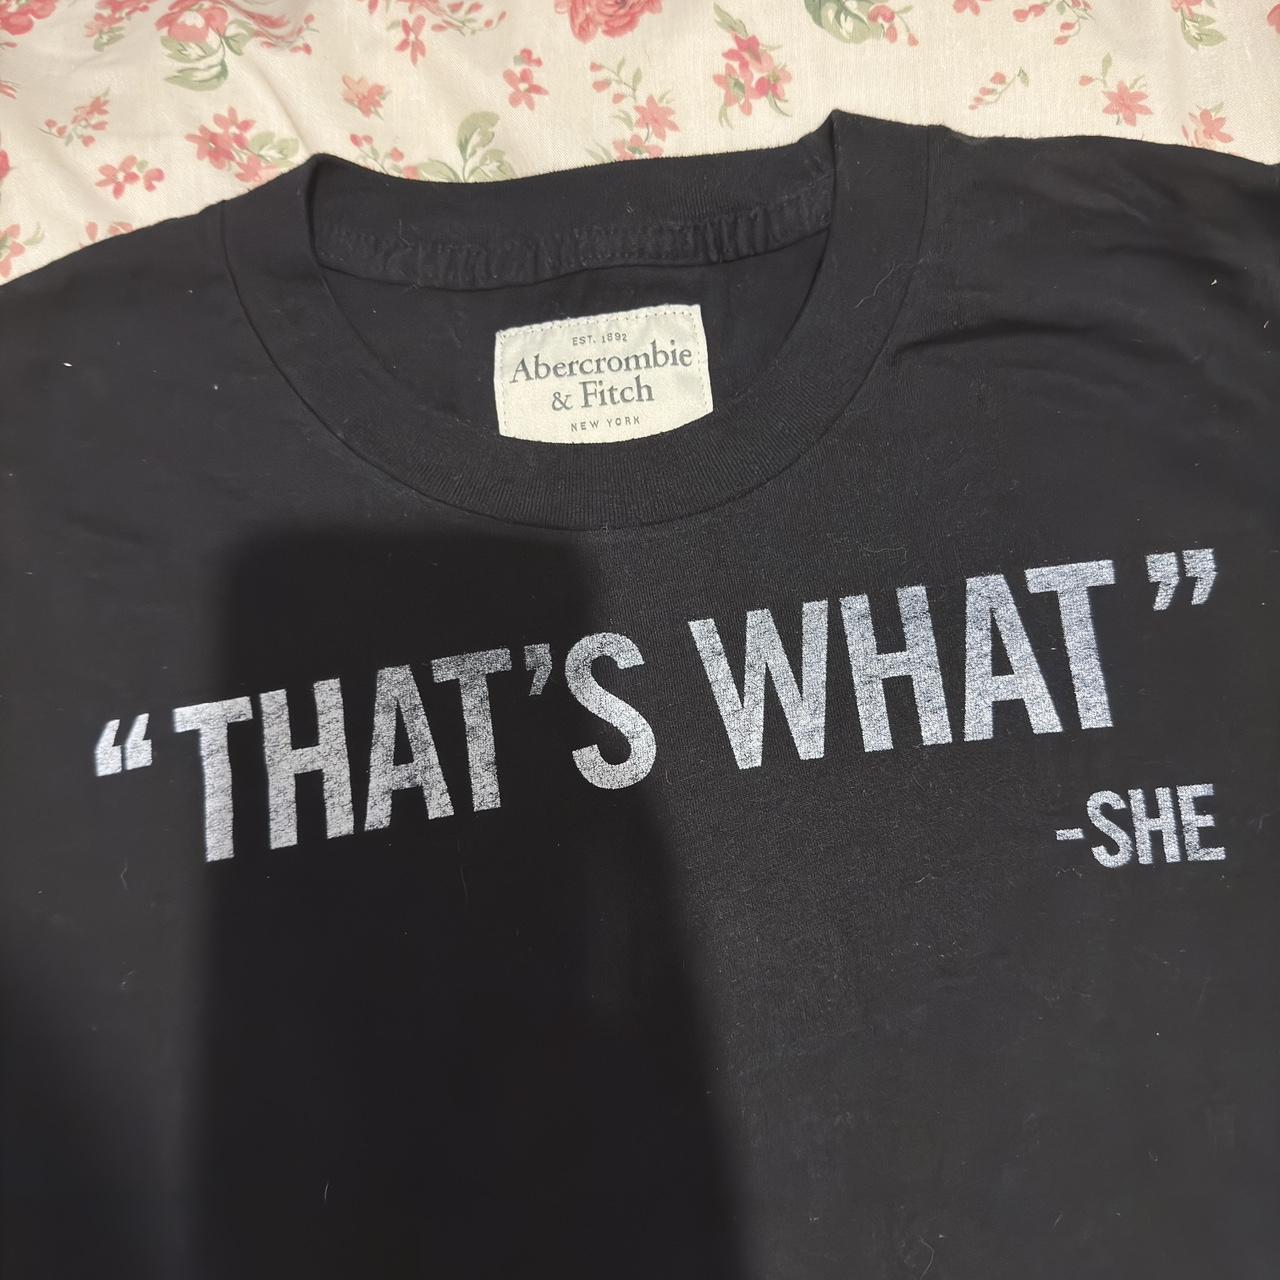 EST. 1892
Abercrombie
& Fitch
NEW YORK
“THAT’S WHAT”
-SHE